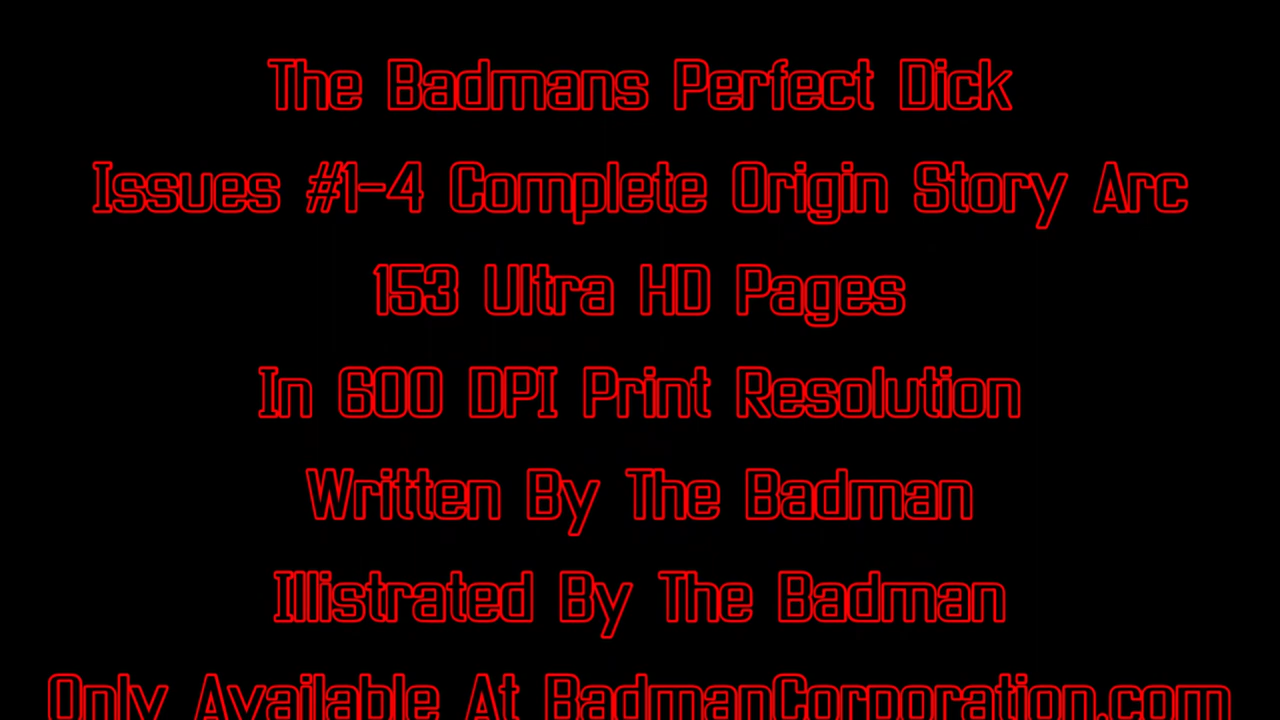 The Badmans Perfect Dick
Issues #1-4 Complete Origin Story Arc
153 Ultra HD Pages
In 600 DPI Print Resolution
Written By The Badman
Illistrated By The Badman
Only Available At BadmanCorporation.com